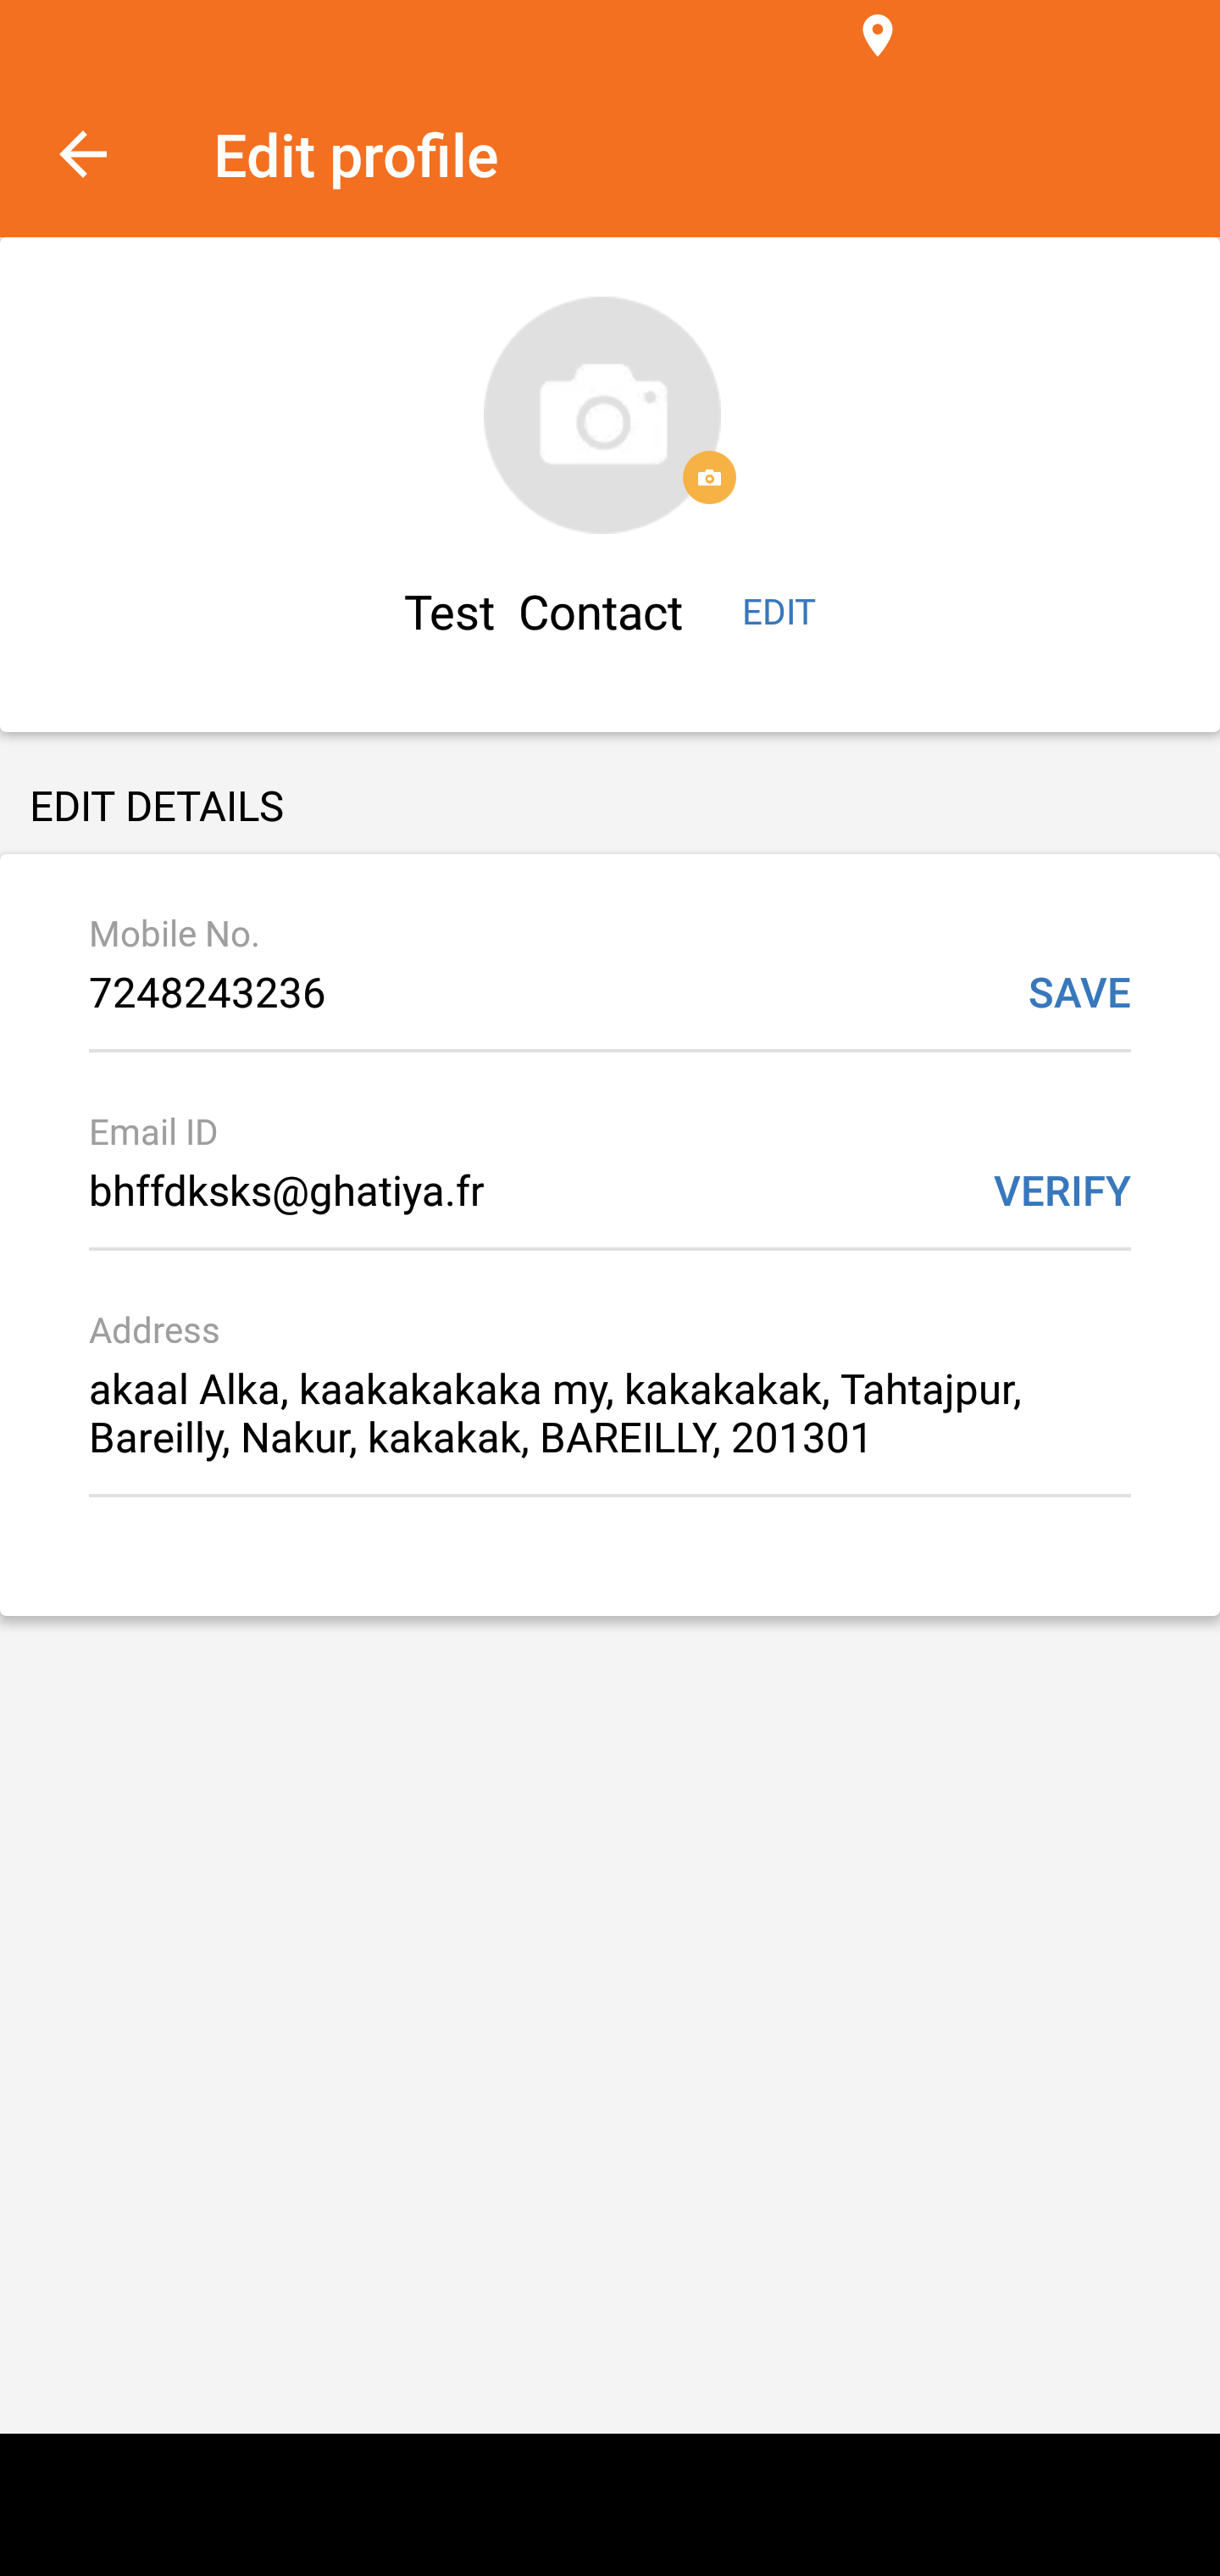 Edit profile
Test Contact EDIT
EDIT DETAILS
Mobile No.
7248243236 SAVE
Email ID
bhffdksks@ghatiya.fr VERIFY
Address
akaal Alka, kaakakakaka my, kakakakak, Tahtajpur,
Bareilly, Nakur, kakakak, BAREILLY, 201301